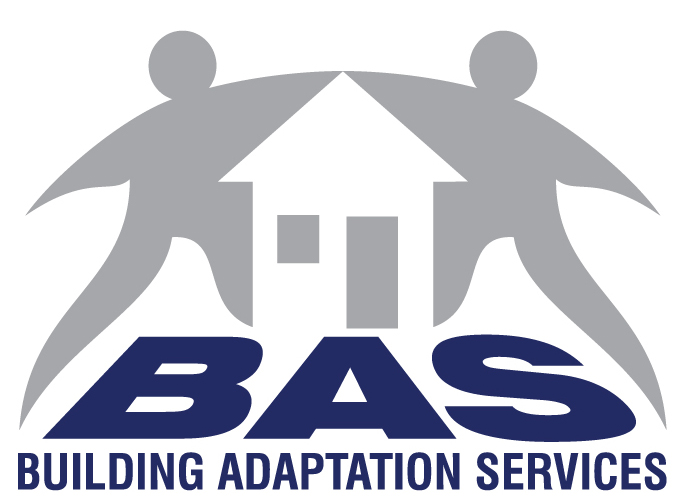 BAS
BUILDING ADAPTATION SERVICES